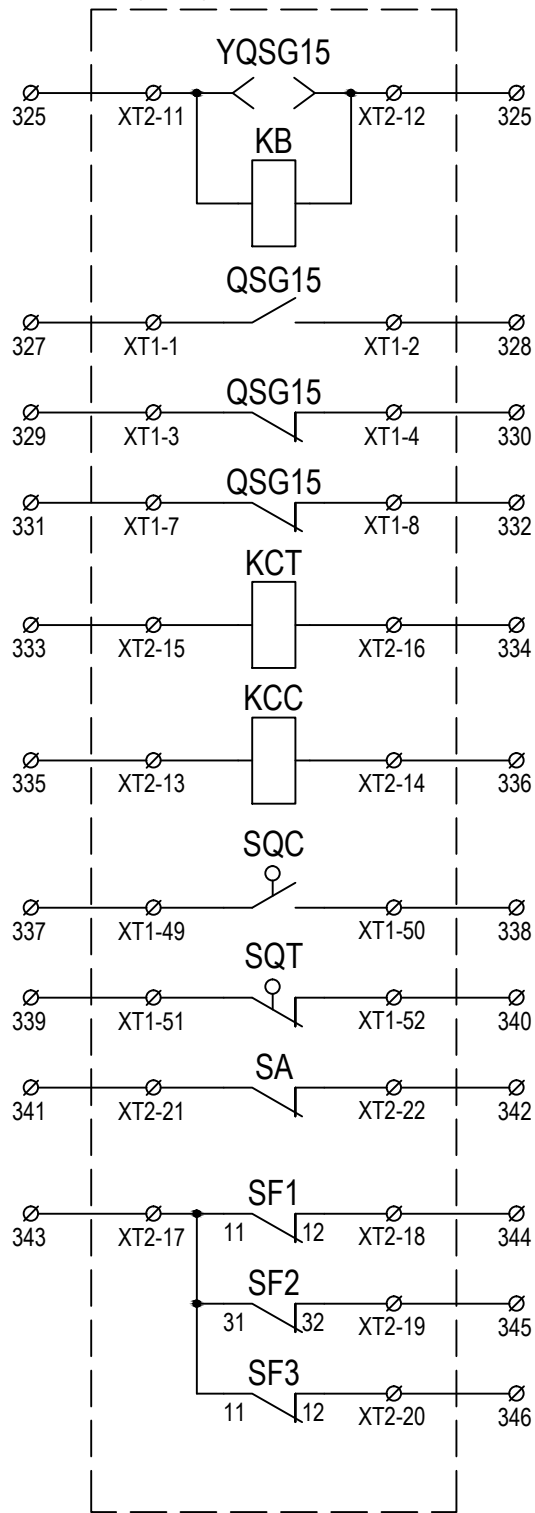 YQSG15
325 XT2-11 XT2-12 325
KB
QSG15
327 XT1-1 XT1-2 328
QSG15
329 XT1-3 XT1-4 330
QSG15
331 XT1-7 XT1-8 332
KCT
333 XT2-15 XT2-16 334
KCC
335 XT2-13 XT2-14 336
SQC
337 XT1-49 XT1-50 338
SQT
339 XT1-51 XT1-52 340
SA
341 XT2-21 XT2-22 342
SF1
343 XT2-17 11 12 XT2-18 344
SF2
31 32 XT2-19 345
SF3
11 12 XT2-20 346